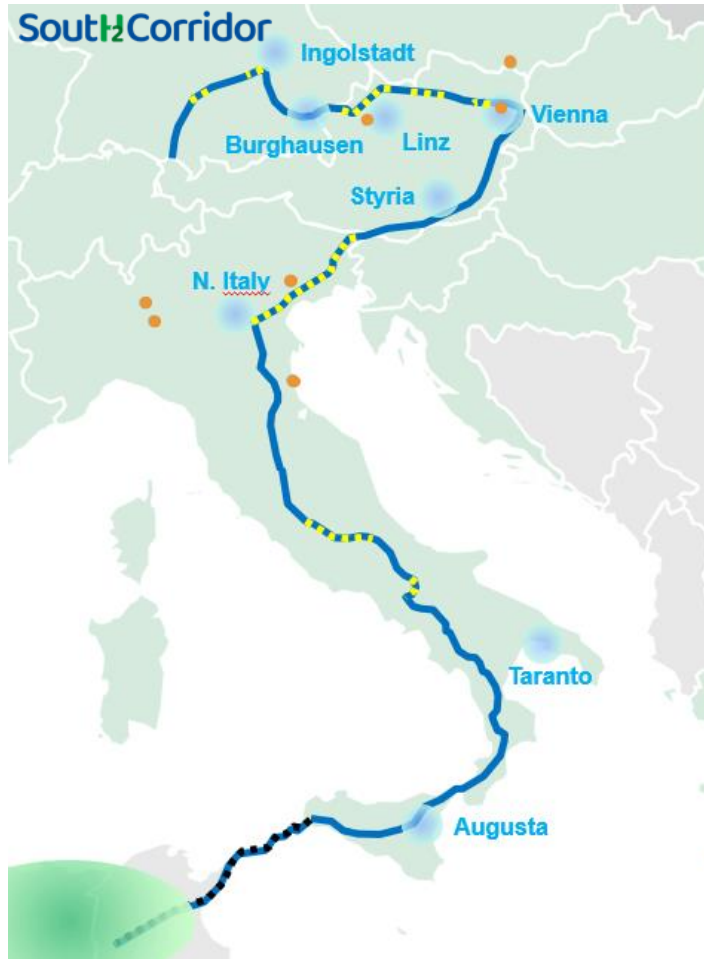 SoutH2Corridor
Ingolstadt
Burghausen
Linz
Vienna
Styria
N. Italy
Taranto
Augusta